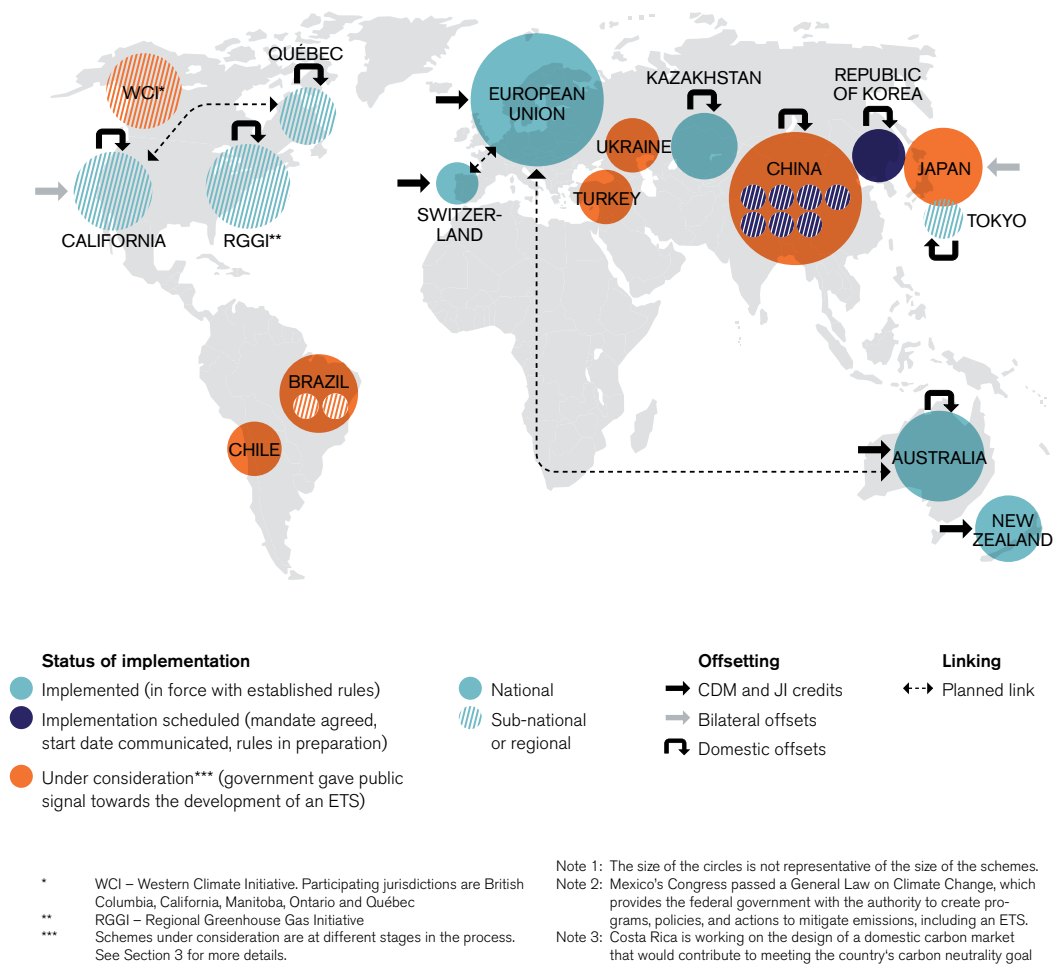 QUÉBEC
WCI*
CALIFORNIA
RGGI**
EUROPEAN
UNION
SWITZER-
LAND
UKRAINE
TURKEY
KAZAKHSTAN
CHINA
REPUBLIC
OF KOREA
JAPAN
TOKYO
BRAZIL
CHILE
AUSTRALIA
NEW
ZEALAND
Status of implementation
Implemented (in force with established rules)
Implementation scheduled (mandate agreed,
start date communicated, rules in preparation)
Under consideration*** (government gave public
signal towards the development of an ETS)
National
Sub-national
or regional
Offsetting
CDM and JI credits
Bilateral offsets
Domestic offsets
Linking
Planned link
* WCI – Western Climate Initiative. Participating jurisdictions are British
Columbia, California, Manitoba, Ontario and Québec
** RGGI – Regional Greenhouse Gas Initiative
*** Schemes under consideration are at different stages in the process.
See Section 3 for more details.
Note 1: The size of the circles is not representative of the size of the schemes.
Note 2: Mexico's Congress passed a General Law on Climate Change, which
provides the federal government with the authority to create pro-
grams, policies, and actions to mitigate emissions, including an ETS.
Note 3: Costa Rica is working on the design of a domestic carbon market
that would contribute to meeting the country's carbon neutrality goal